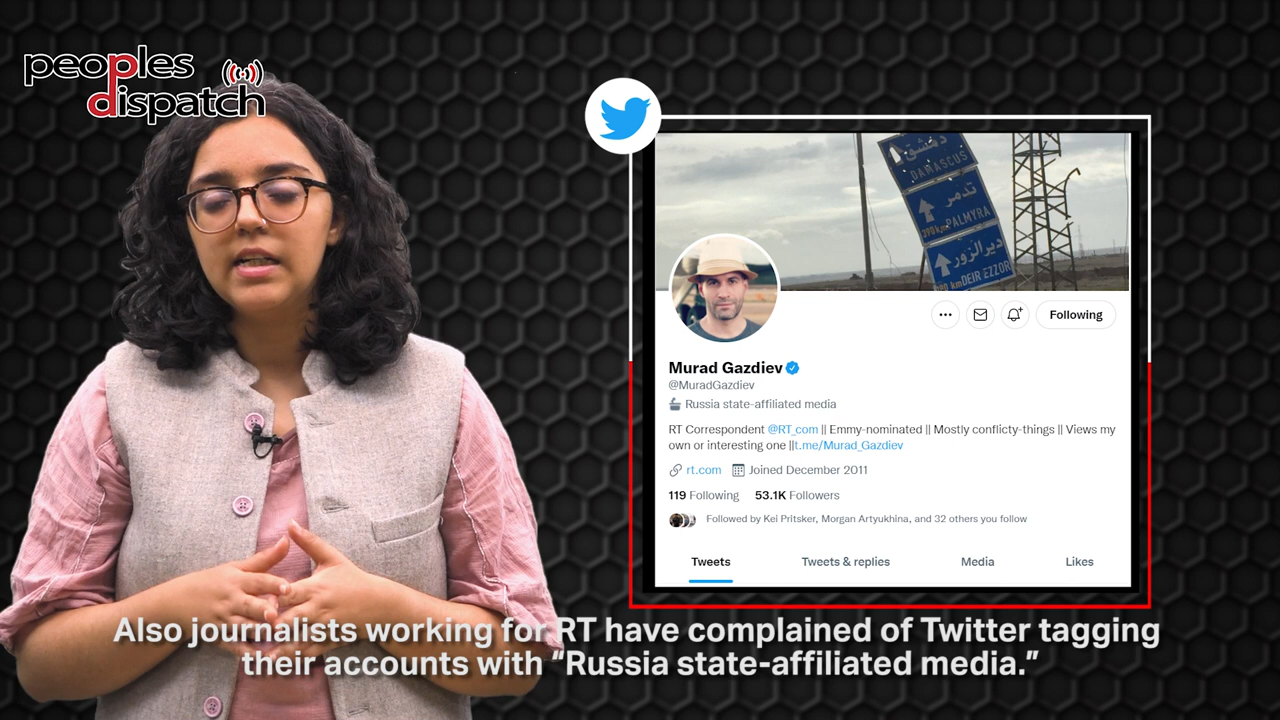 peoples
dispatch
دمشق
DAMASCUS
تدمر
PALMYRA
ديرالزور
DEIR EZZOR
Following
Murad Gazdiev
@MuradGazdiev
Russia state-affiliated media
RT Correspondent @RT_com || Emmy-nominated || Mostly conflicty-things || Views my
own or interesting one ||t.me/Murad_Gazdiev
rt.com Joined December 2011
119 Following 53.1K Followers
Followed by Kei Pritsker, Morgan Artyukhina, and 32 others you follow
Tweets Tweets & replies Media Likes
Also journalists working for RT have complained of Twitter tagging
their accounts with “Russia state-affiliated media.”